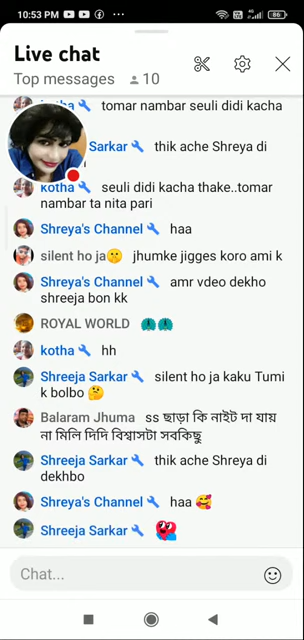 10:53 PM
86
Live chat
Top messages 10
kotha tomar nambar seuli didi kacha
Sarkar thik ache Shreya di
kotha seuli didi kacha thake..tomar
nambar ta nita pari
Shreya's Channel haa
silent ho ja🤫 jhumke jigges koro ami k
Shreya's Channel amr vdeo dekho
shreeja bon kk
ROYAL WORLD
kotha hh
Shreeja Sarkar silent ho ja kaku Tumi
k bolbo 🤔
Balaram Jhuma ss ছাড়া কি নাইট দা যায়
না মিলি দিদি বিশ্বাসটা সবকিছু
Shreeja Sarkar thik ache Shreya di
dekhbo
Shreya's Channel haa 🥰
Shreeja Sarkar
Chat...